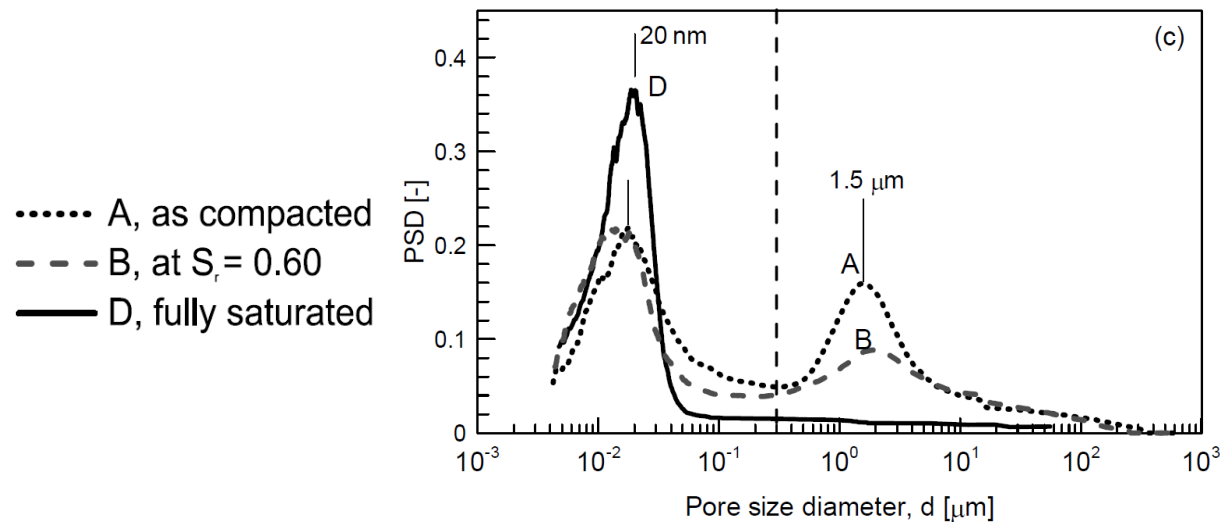 A, as compacted
B, at Sᵣ = 0.60
D, fully saturated
(c)
20 nm
D
1.5 μm
A
B
PSD [-]
0.4
0.3
0.2
0.1
0
10⁻³
10⁻²
10⁻¹
10⁰
10¹
10²
10³
Pore size diameter, d [μm]